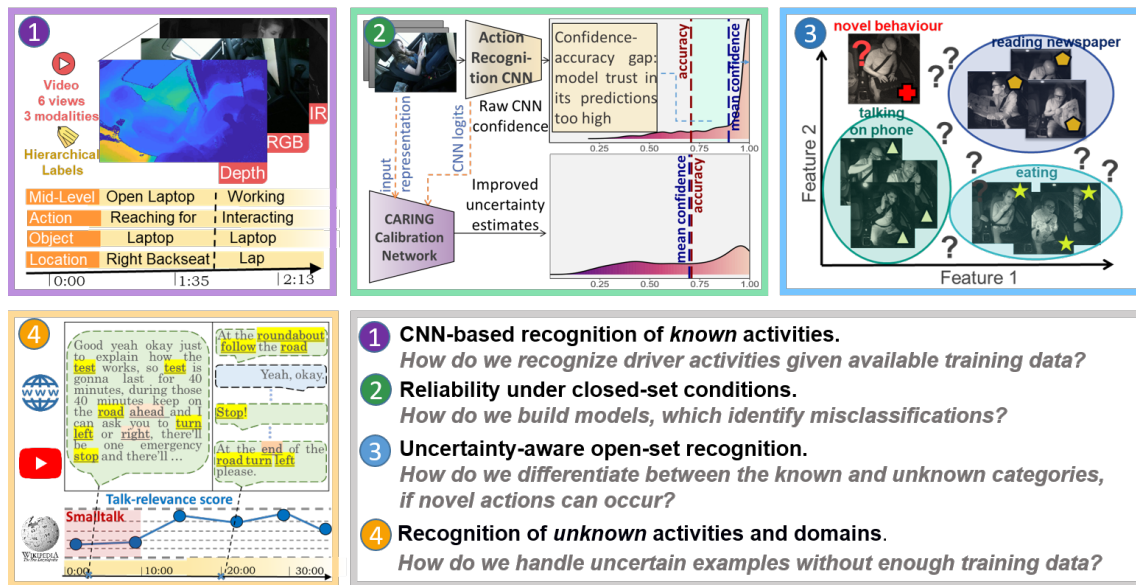 1
Video
6 views
3 modalities
Hierarchical
Labels
IR
RGB
Depth
Mid-Level Open Laptop Working
Action Reaching for Interacting
Object Laptop Laptop
Location Right Backseat Lap
0:00 1:35 2:13
2
Action
Recogni-
tion CNN
Confidence-
accuracy gap:
model trust in
its predictions
too high
accuracy
mean confidence
Raw CNN
confidence
0.25 0.50 0.75 1.00
input
representation
CNN logits
CARING
Calibration
Network
Improved
uncertainty
estimates
mean confidence
accuracy
0.25 0.50 0.75 1.00
3
novel behaviour
reading newspaper
talking
on phone
eating
? ? ? ? ? ? ? ? ?
Feature 2
Feature 1
4
Good yeah okay just
to explain how the
test works, so test is
gonna last for 40
minutes, during those
40 minutes keep on
the road ahead and I
can ask you to turn
left or right, there'll
be one emergency
stop and there'll ...
At the roundabout
follow the road
Yeah, okay.
Stop!
At the end of the
road turn left
please.
www
Talk-relevance score
Smalltalk
WIKIPEDIA
0:00 10:00 20:00 30:00
1 CNN-based recognition of known activities.
How do we recognize driver activities given available training data?
2 Reliability under closed-set conditions.
How do we build models, which identify misclassifications?
3 Uncertainty-aware open-set recognition.
How do we differentiate between the known and unknown categories,
if novel actions can occur?
4 Recognition of unknown activities and domains.
How do we handle uncertain examples without enough training data?